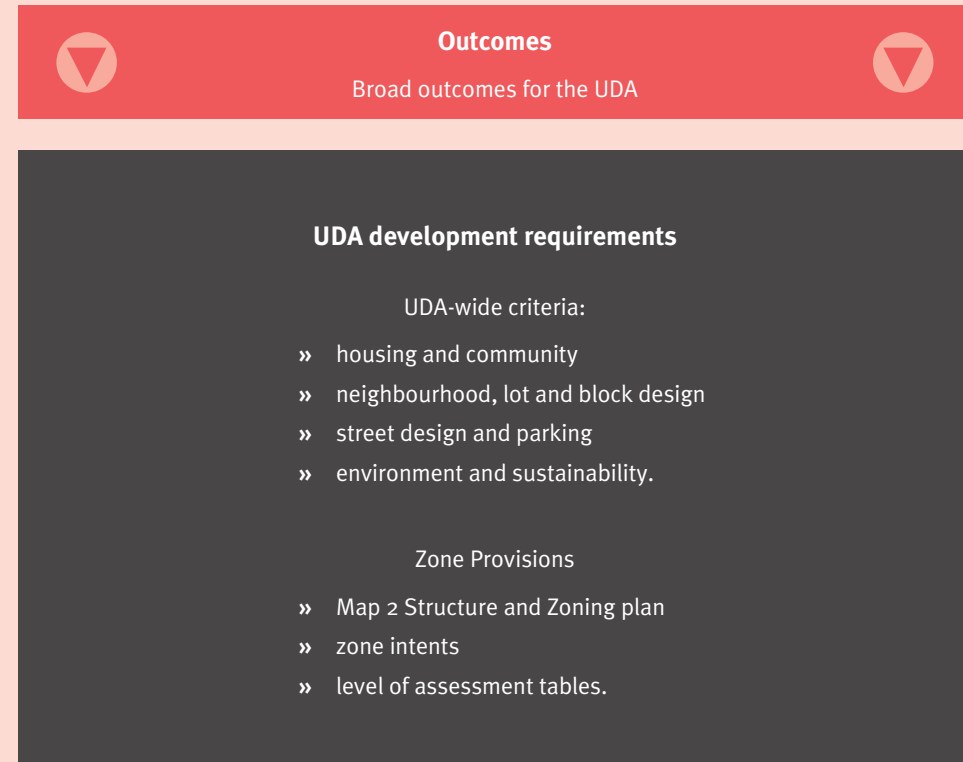 Outcomes
Broad outcomes for the UDA
UDA development requirements
UDA-wide criteria:
» housing and community
» neighbourhood, lot and block design
» street design and parking
» environment and sustainability.
Zone Provisions
» Map 2 Structure and Zoning plan
» zone intents
» level of assessment tables.